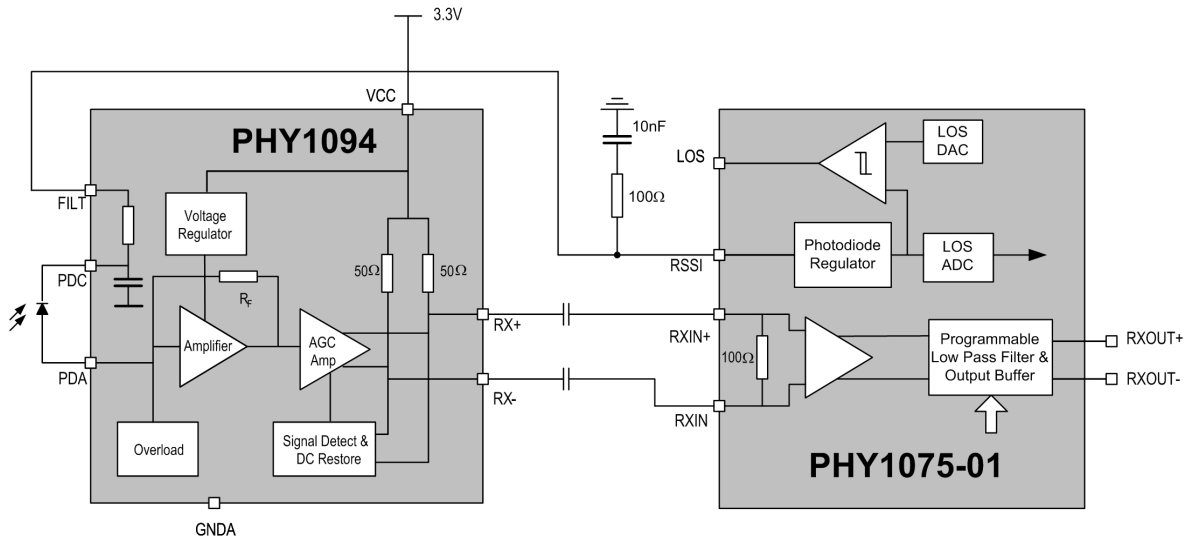 3.3V
VCC
PHY1094
10nF
100Ω
LOS
LOS
DAC
FILT
Voltage
Regulator
Photodiode
Regulator
LOS
ADC
RSSI
PDC
50Ω
50Ω
RF
RX+
RXIN+
Amplifier
AGC
Amp
100Ω
Programmable
Low Pass Filter &
Output Buffer
RXOUT+
RXOUT-
PDA
RX-
RXIN
Overload
Signal Detect &
DC Restore
PHY1075-01
GNDA